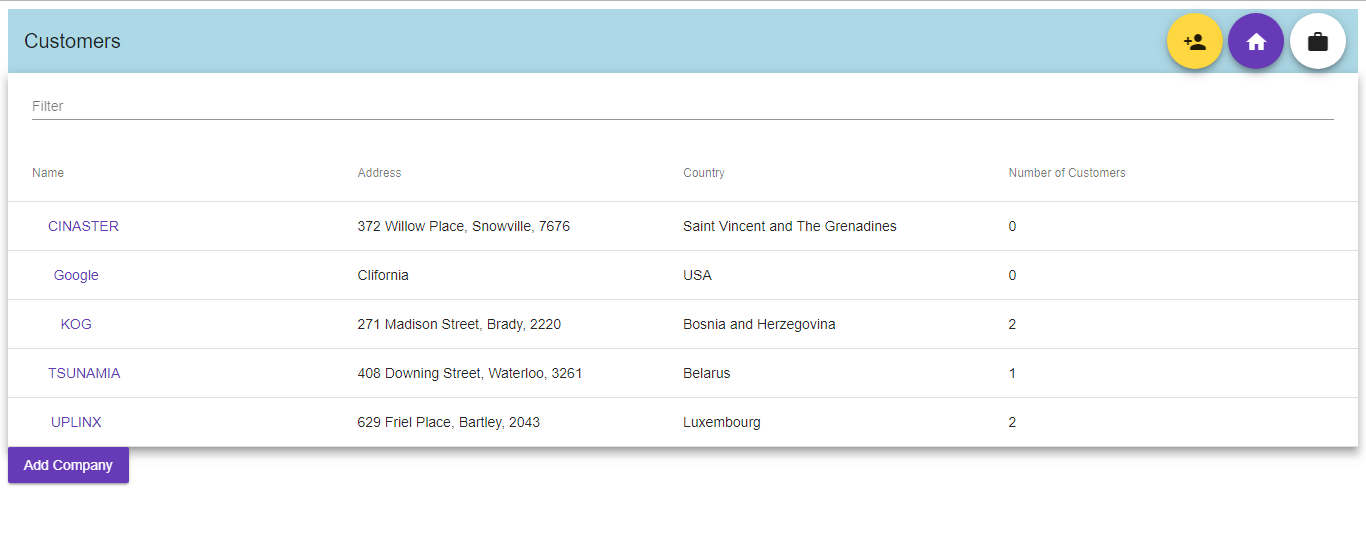 Customers
Filter
Name Address Country Number of Customers
CINASTER 372 Willow Place, Snowville, 7676 Saint Vincent and The Grenadines 0
Google Clifornia USA 0
KOG 271 Madison Street, Brady, 2220 Bosnia and Herzegovina 2
TSUNAMIA 408 Downing Street, Waterloo, 3261 Belarus 1
UPLINX 629 Friel Place, Bartley, 2043 Luxembourg 2
Add Company